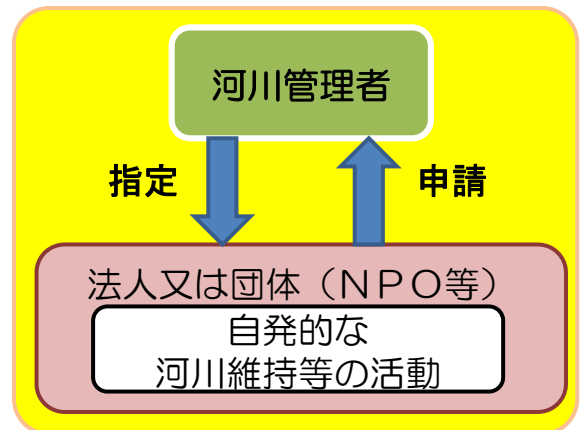 河川管理者
指定
申請
法人又は団体（ＮＰＯ等）
自発的な
河川維持等の活動